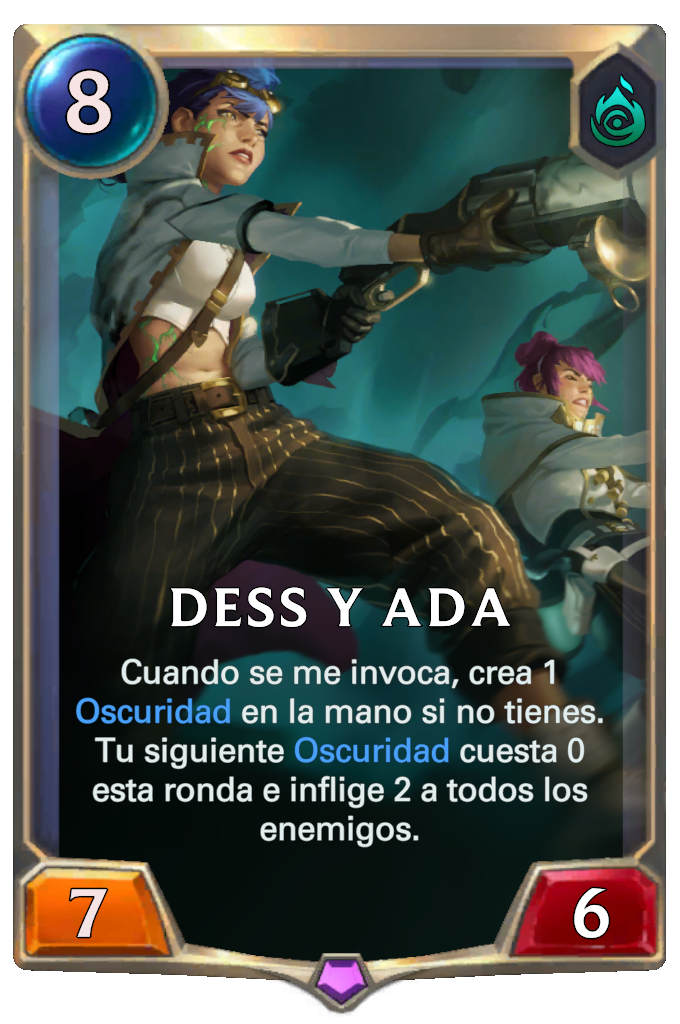 8
DESS Y ADA
Cuando se me invoca, crea 1
Oscuridad en la mano si no tienes.
Tu siguiente Oscuridad cuesta 0
esta ronda e inflige 2 a todos los
enemigos.
7
6